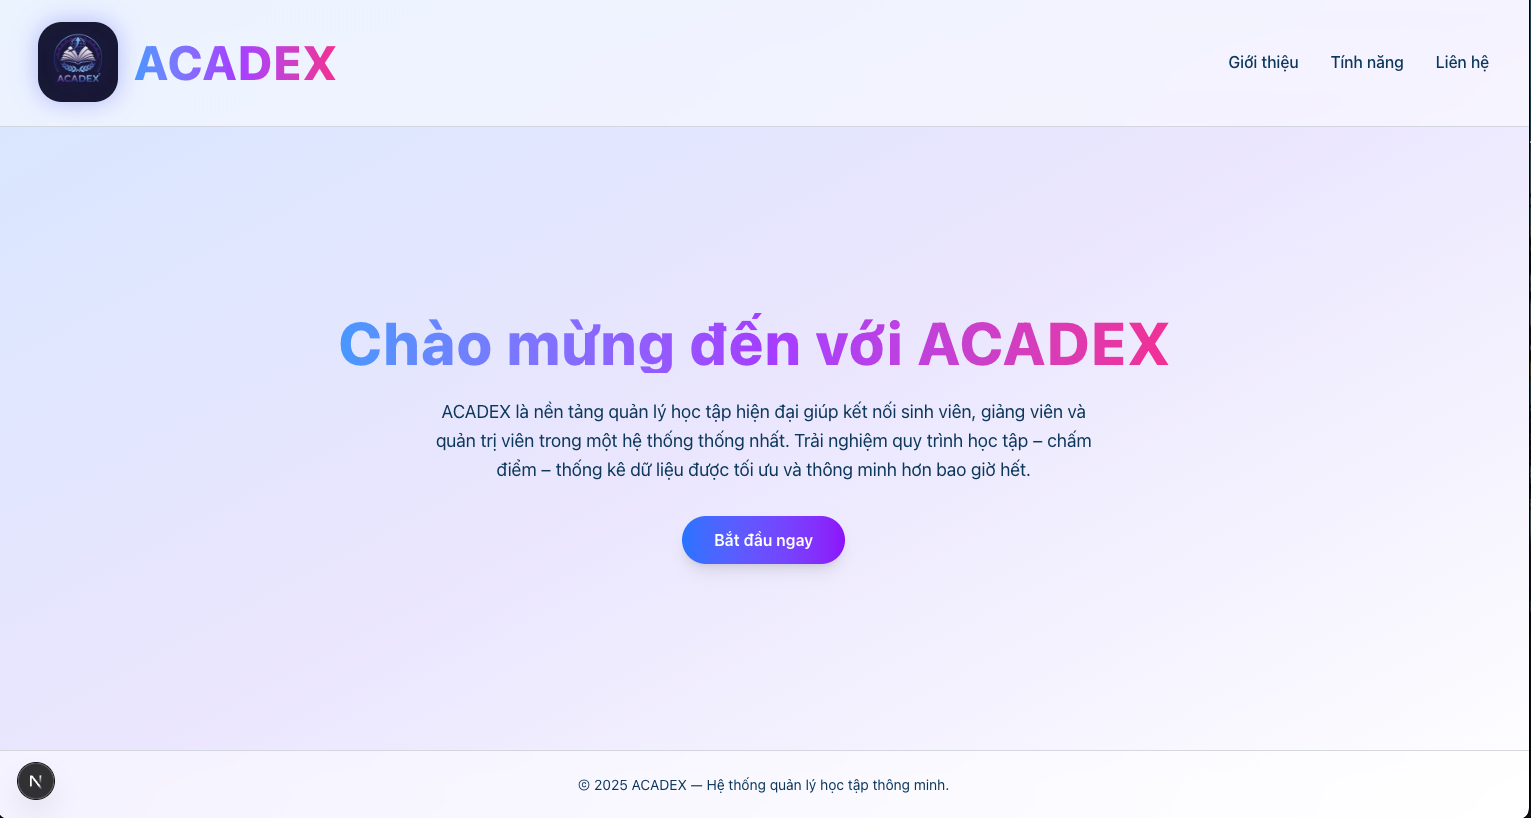 ACADEX
ACADEX
Giới thiệu
Tính năng
Liên hệ
Chào mừng đến với ACADEX
ACADEX là nền tảng quản lý học tập hiện đại giúp kết nối sinh viên, giảng viên và
quản trị viên trong một hệ thống thống nhất. Trải nghiệm quy trình học tập – chấm
điểm – thống kê dữ liệu được tối ưu và thông minh hơn bao giờ hết.
Bắt đầu ngay
N
© 2025 ACADEX — Hệ thống quản lý học tập thông minh.